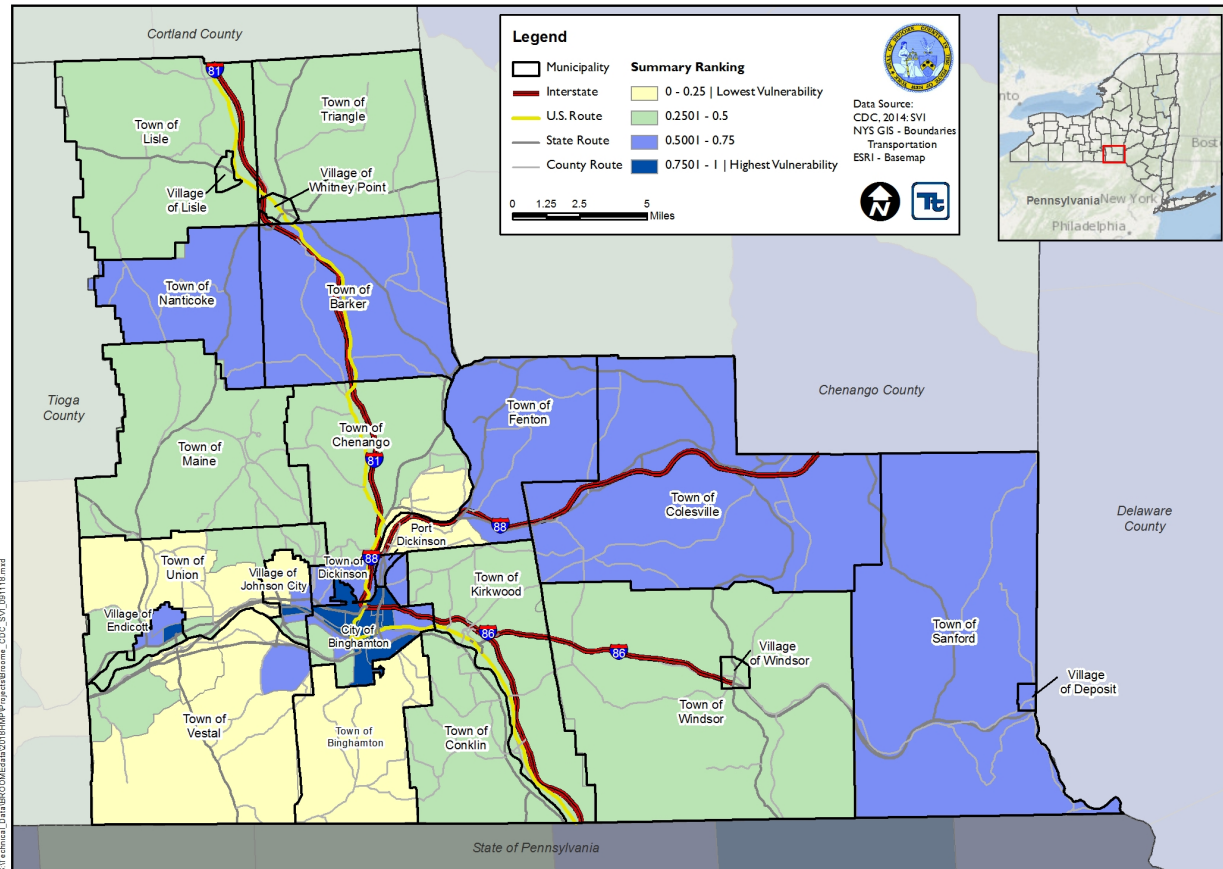 Cortland County
Legend
Municipality
Interstate
U.S. Route
State Route
County Route
Summary Ranking
0 - 0.25 | Lowest Vulnerability
0.2501 - 0.5
0.5001 - 0.75
0.7501 - 1 | Highest Vulnerability
0 1.25 2.5 5
Miles
Data Source:
CDC, 2014: SVI
NYS GIS - Boundaries
Transportation
ESRI - Basemap
N
Tt
nto
Bost
Pennsylvania
New York
Philadelphia
81
Town of
Lisle
Town of
Triangle
Village
of Lisle
Village of
Whitney Point
Town of
Nanticoke
Town of
Barker
Tioga
County
Chenango County
Town of
Fenton
Town of
Maine
Town of
Chenango
81
Town of
Colesville
88
Delaware
County
Port
Dickinson
Town of
Union
Village of
Johnson City
Town of
Dickinson
88
Town of
Kirkwood
Village of
Endicott
City of
Binghamton
86
86
Village
of Windsor
Town of
Sanford
Village
of Deposit
Town of
Vestal
Town of
Binghamton
Town of
Conklin
Town of
Windsor
State of Pennsylvania